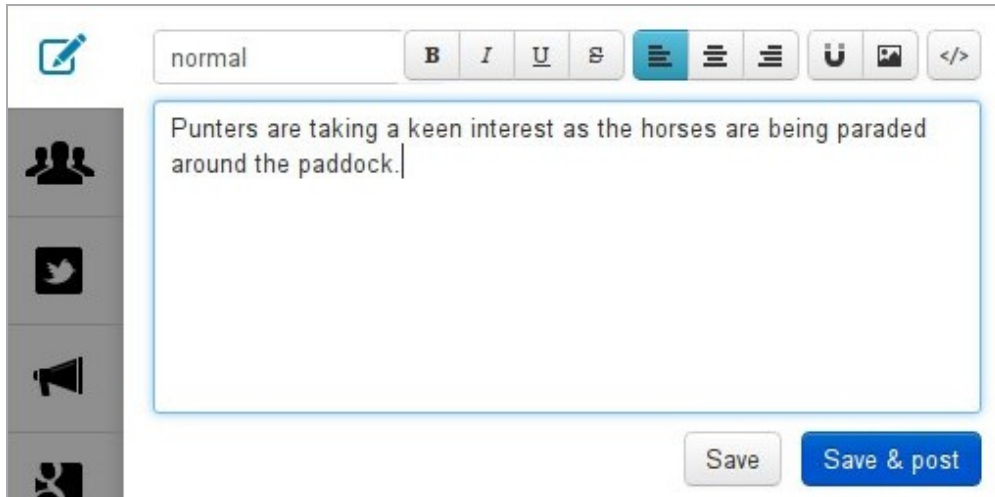 normal
B I U S </>
Punters are taking a keen interest as the horses are being paraded
around the paddock.
Save Save & post